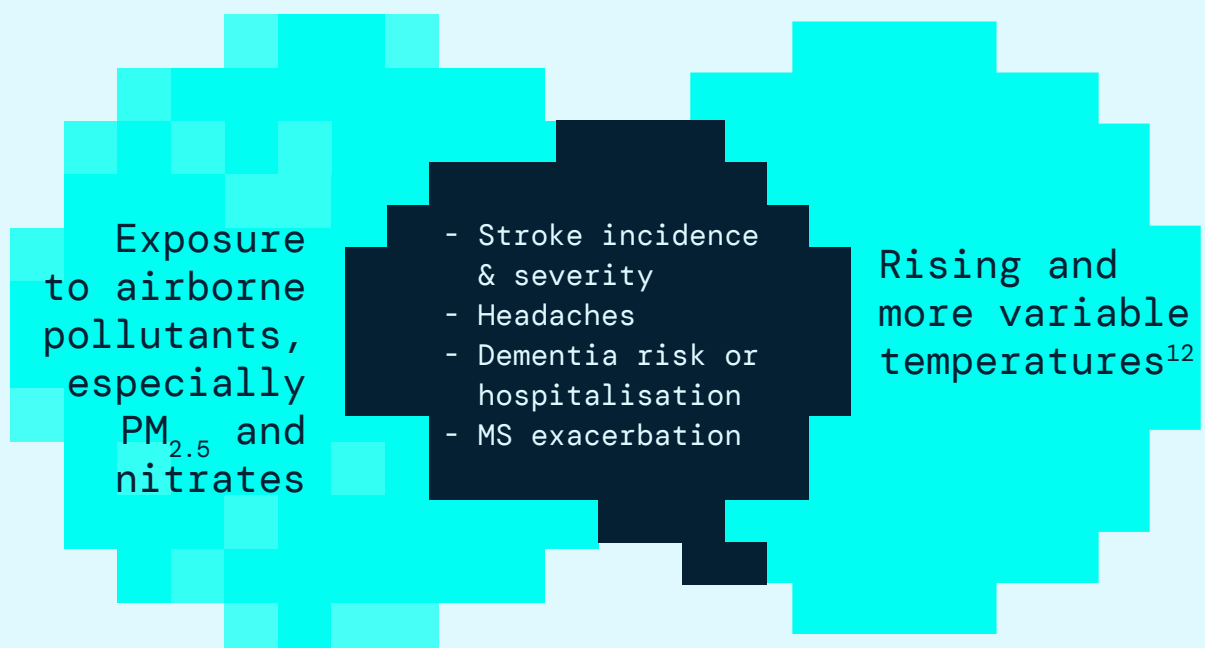 Exposure
to airborne
pollutants,
especially
PM2.5 and
nitrates
- Stroke incidence
& severity
- Headaches
- Dementia risk or
hospitalisation
- MS exacerbation
Rising and
more variable
temperatures12